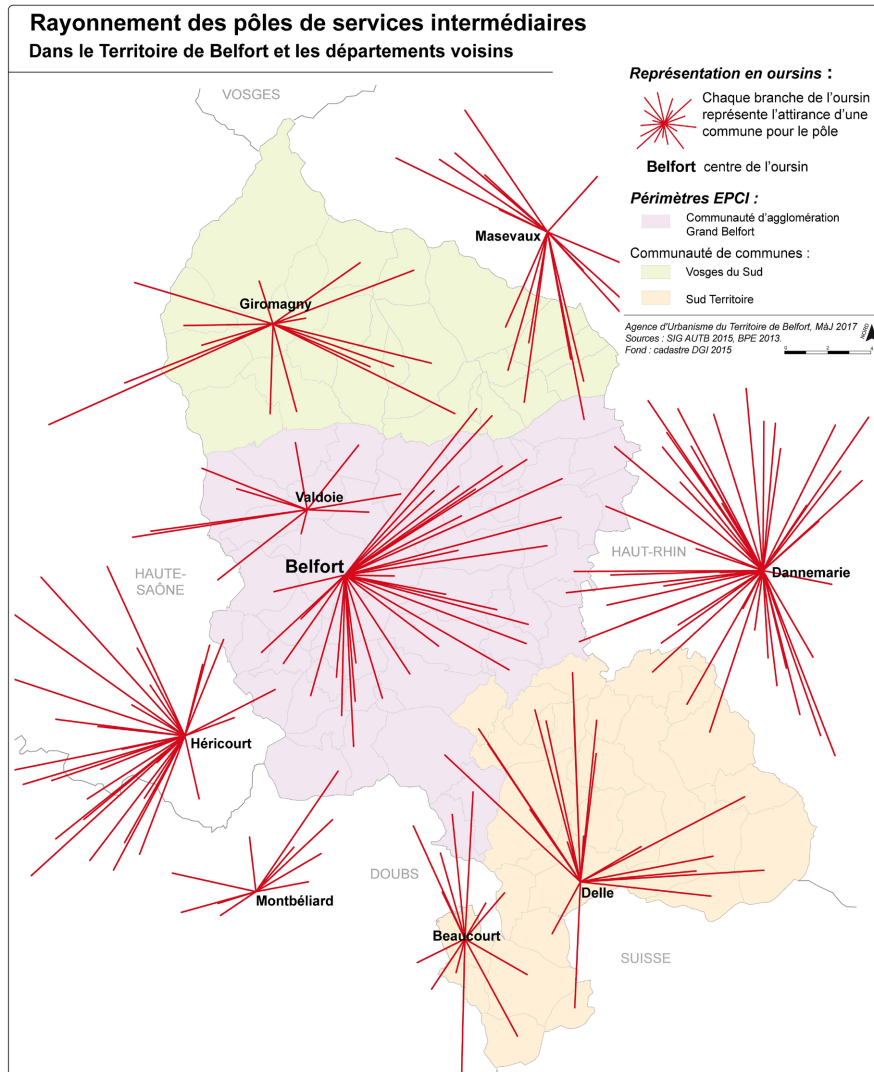 Rayonnement des pôles de services intermédiaires
Dans le Territoire de Belfort et les départements voisins
VOSGES
Représentation en oursins :
Chaque branche de l'oursin
représente l'attirance d'une
commune pour le pôle
Belfort centre de l'oursin
Périmètres EPCI :
Communauté d'agglomération
Grand Belfort
Communauté de communes :
Vosges du Sud
Sud Territoire
Agence d'Urbanisme du Territoire de Belfort, MàJ 2017
Sources : SIG AUTB 2015, BPE 2013.
Fond : cadastre DGI 2015
NORD
0 2 4
Masevaux
Giromagny
Valdoie
Belfort
HAUTE-
SAÔNE
HAUT-RHIN
Dannemarie
Héricourt
DOUBS
Montbéliard
Delle
Beaucourt
SUISSE